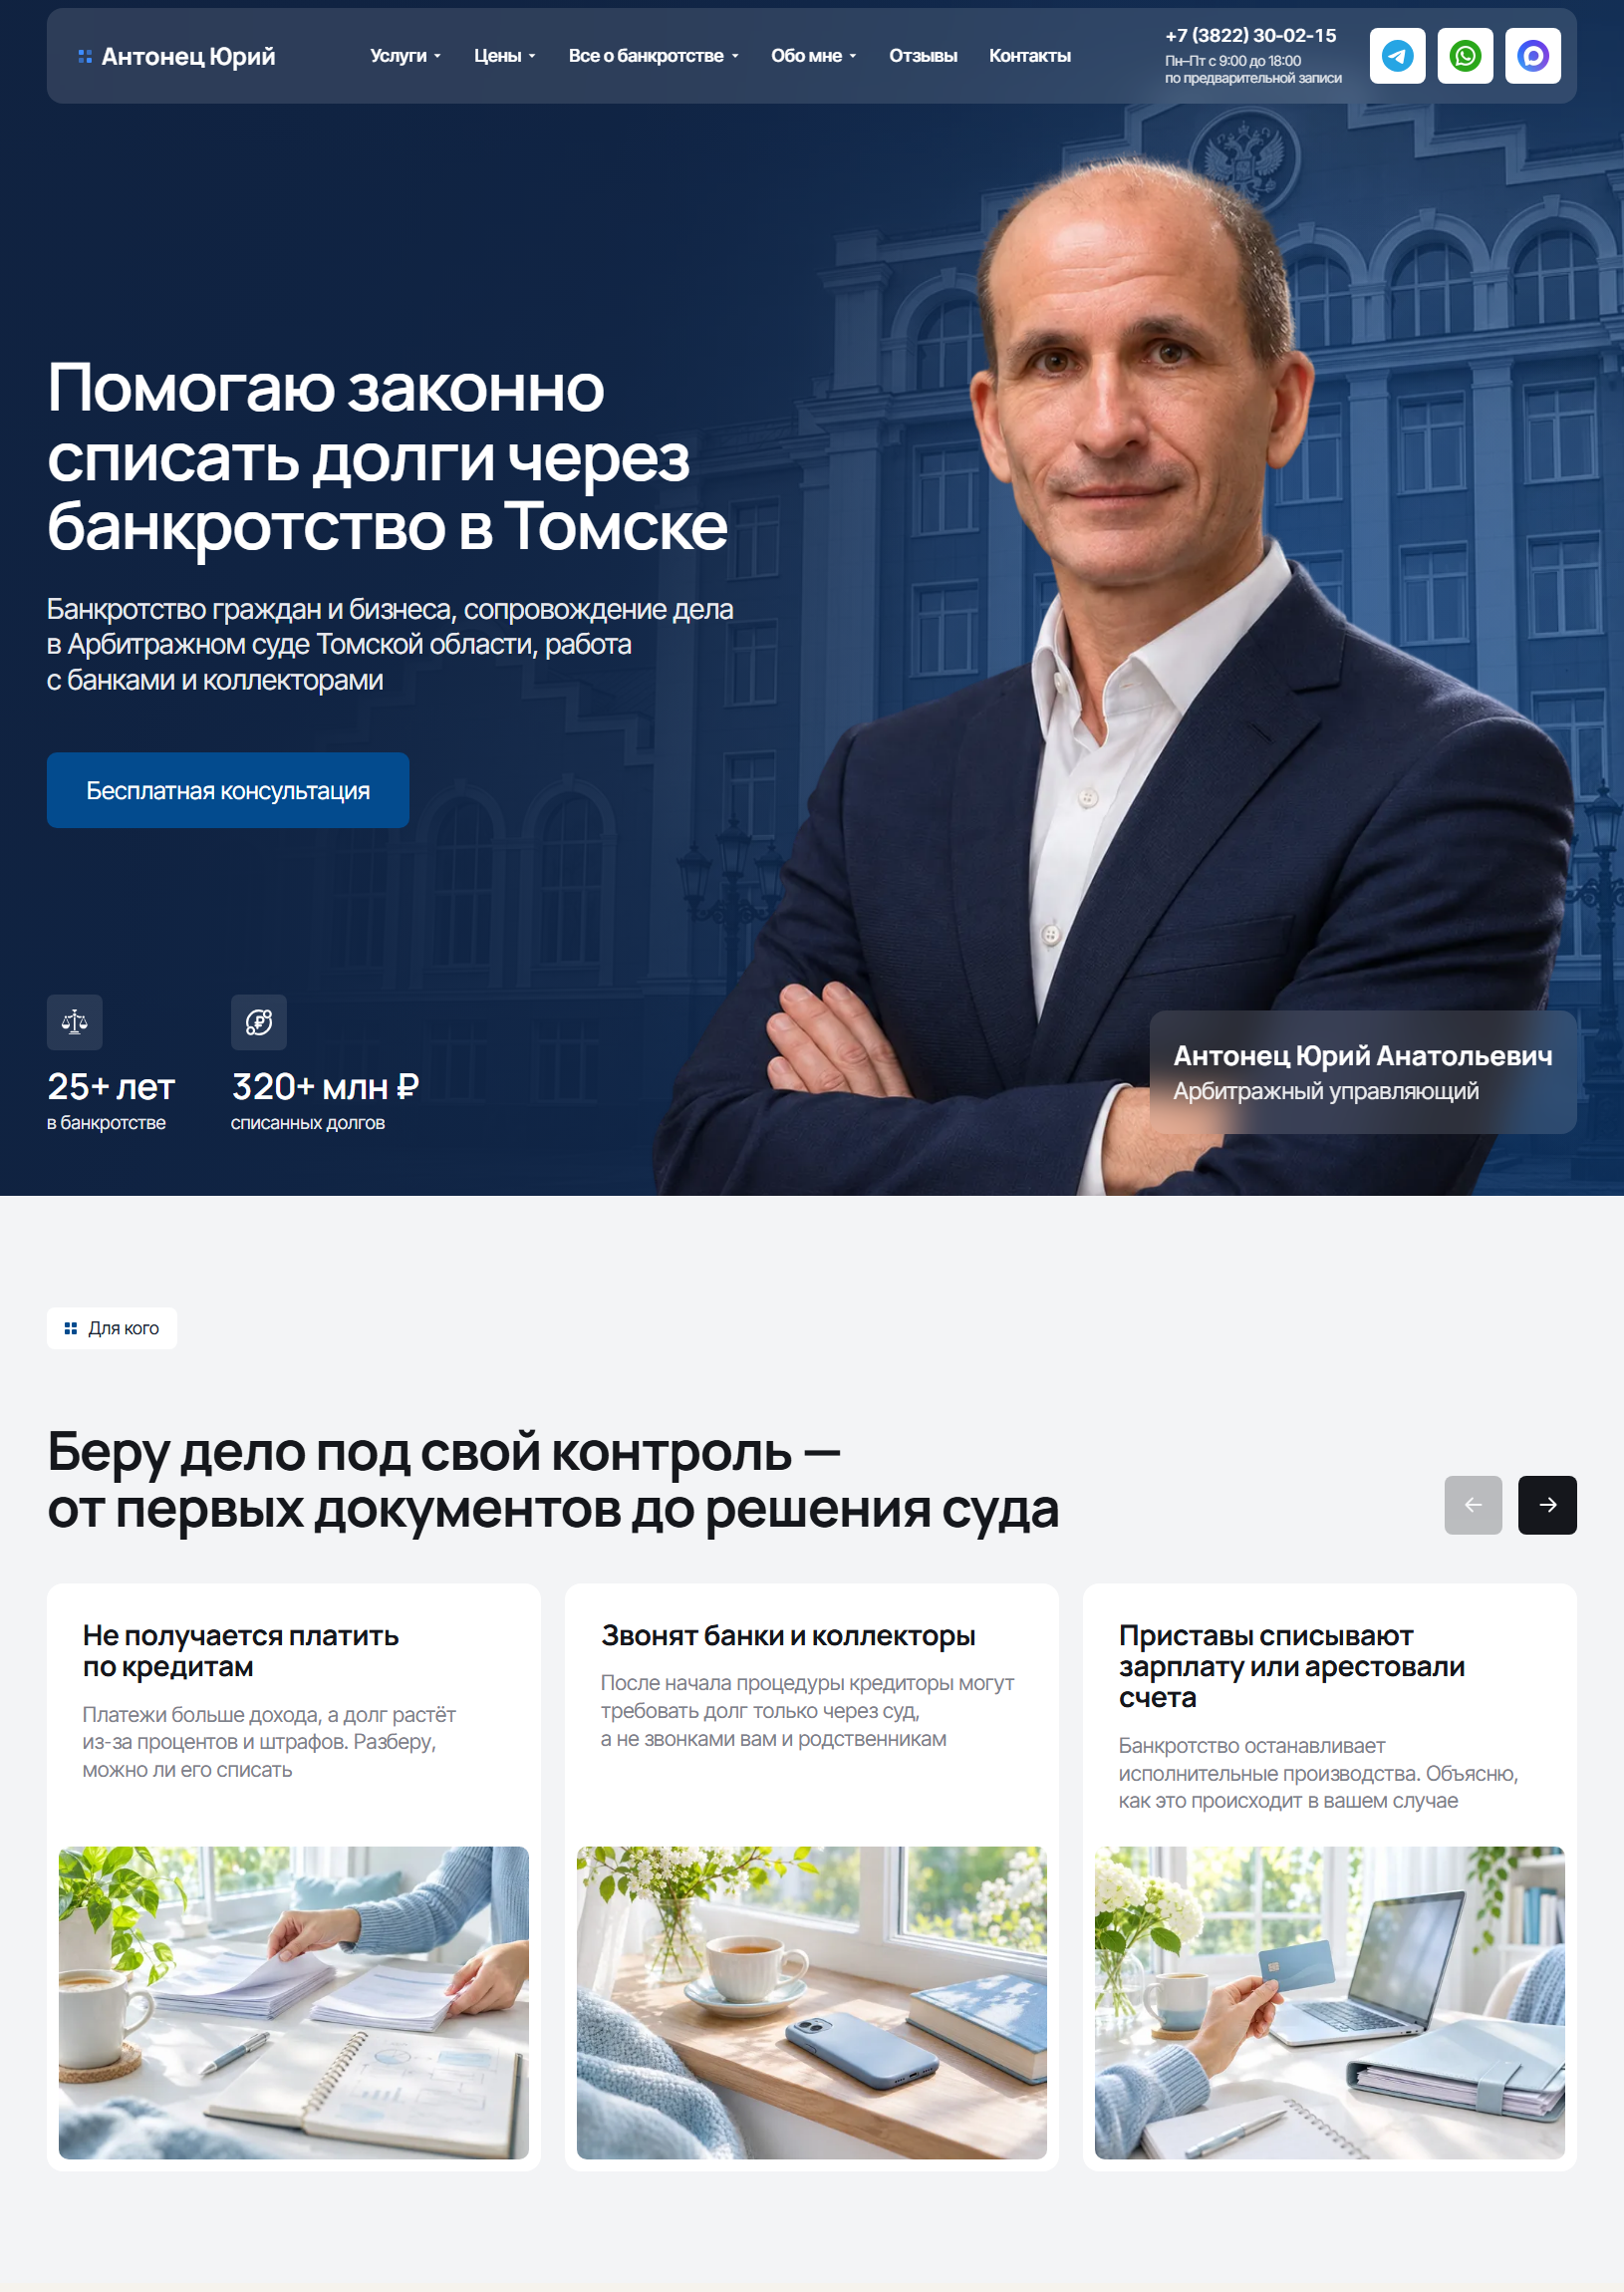 Антонец Юрий
Услуги
Цены
Все о банкротстве
Обо мне
Отзывы
Контакты
+7 (3822) 30-02-15
Пн–Пт с 9:00 до 18:00
по предварительной записи
Помогаю законно
списать долги через
банкротство в Томске
Банкротство граждан и бизнеса, сопровождение дела
в Арбитражном суде Томской области, работа
с банками и коллекторами
Бесплатная консультация
25+ лет
в банкротстве
320+ млн ₽
списанных долгов
Антонец Юрий Анатольевич
Арбитражный управляющий
Для кого
Беру дело под свой контроль —
от первых документов до решения суда
Не получается платить
по кредитам
Платежи больше дохода, а долг растёт
из-за процентов и штрафов. Разберу,
можно ли его списать
Звонят банки и коллекторы
После начала процедуры кредиторы могут
требовать долг только через суд,
а не звонками вам и родственникам
Приставы списывают
зарплату или арестовали
счета
Банкротство останавливает
исполнительные производства. Объясню,
как это происходит в вашем случае